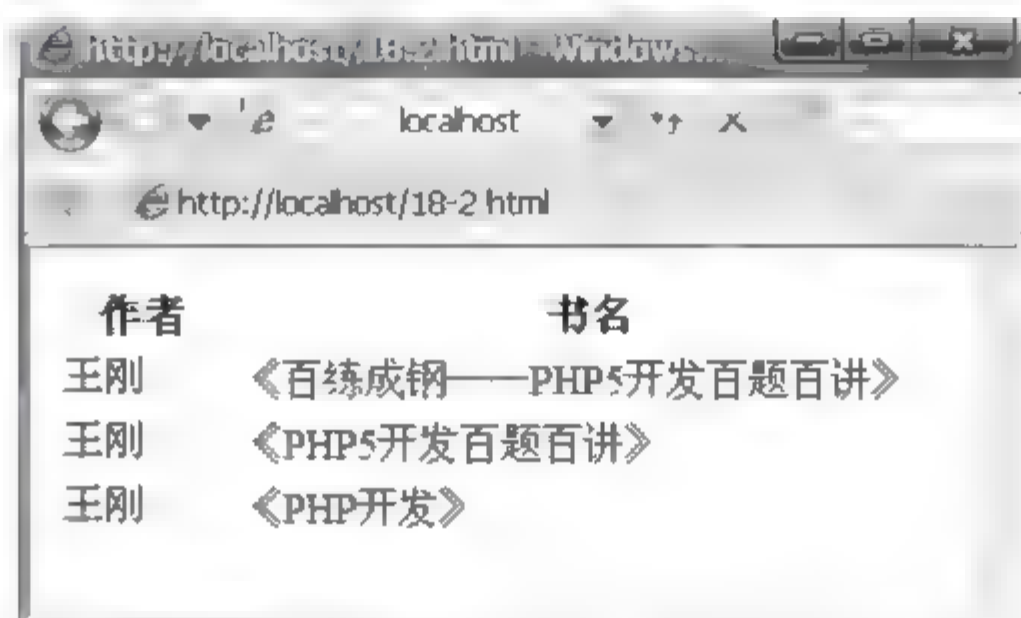 http://localhost/18-2.html - Windows...
localhost
http://localhost/18-2 html
作者 书名
王刚 《百练成钢——PHP5开发百题百讲》
王刚 《PHP5开发百题百讲》
王刚 《PHP开发》